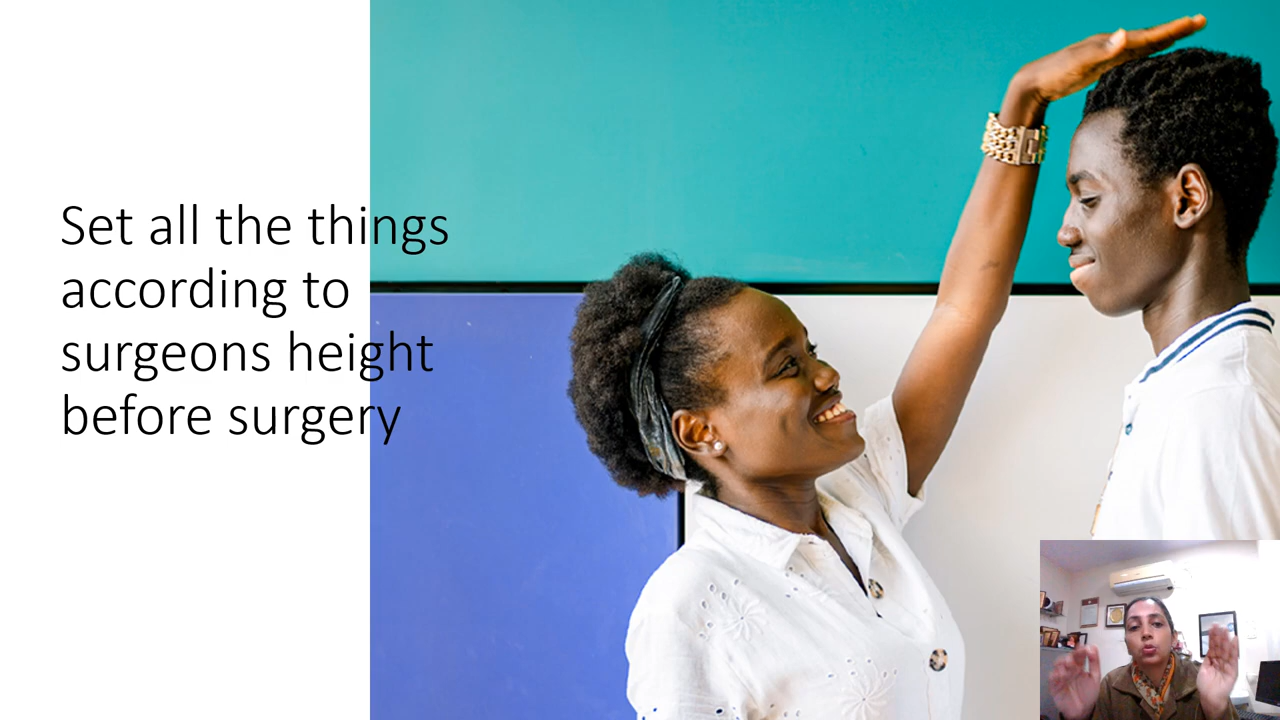 Set all the things
according to
surgeons height
before surgery